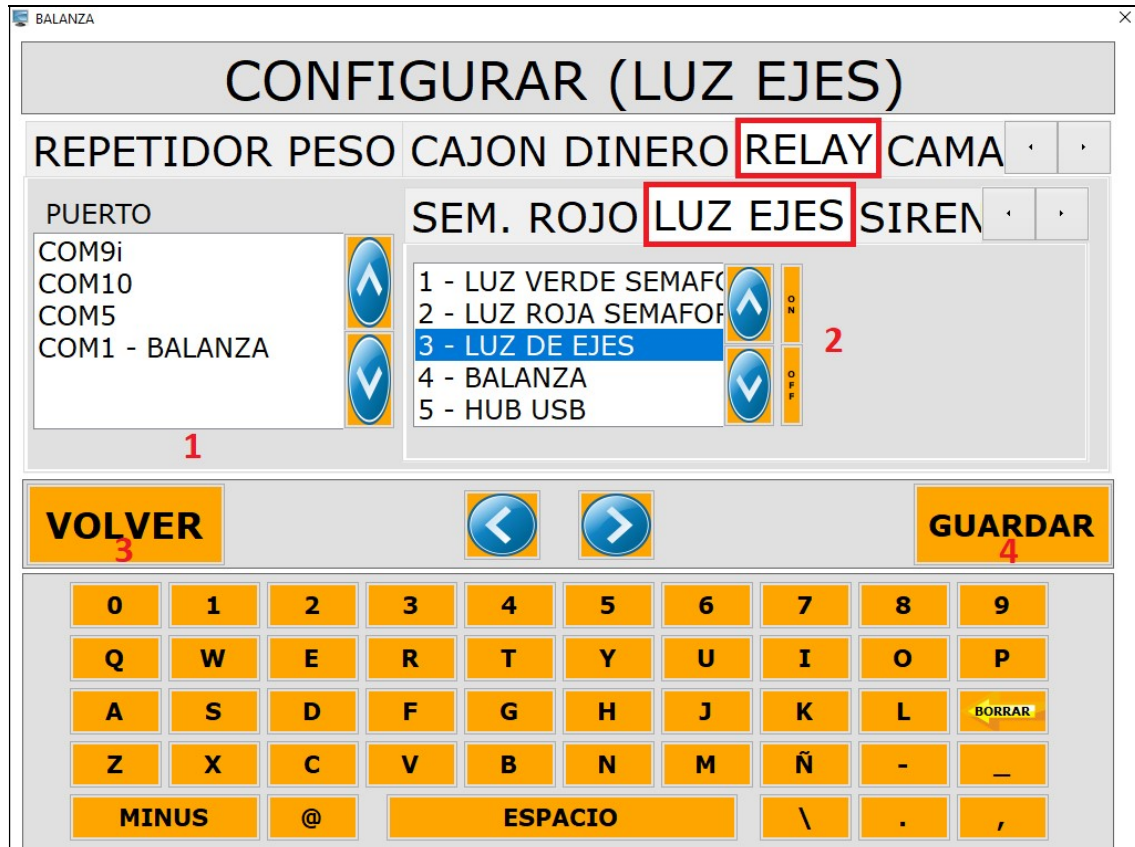 BALANZA
CONFIGURAR (LUZ EJES)
REPETIDOR PESO CAJON DINERO RELAY CAMA
PUERTO
COM9i
COM10
COM5
COM1 - BALANZA
1
SEM. ROJO LUZ EJES SIREN
1 - LUZ VERDE SEMAFO
2 - LUZ ROJA SEMAFOR
3 - LUZ DE EJES
4 - BALANZA
5 - HUB USB
ON
OFF
2
VOLVER
3
GUARDAR
4
0 1 2 3 4 5 6 7 8 9
Q W E R T Y U I O P
A S D F G H J K L BORRAR
Z X C V B N M Ñ - _
MINUS @ ESPACIO \ . ,